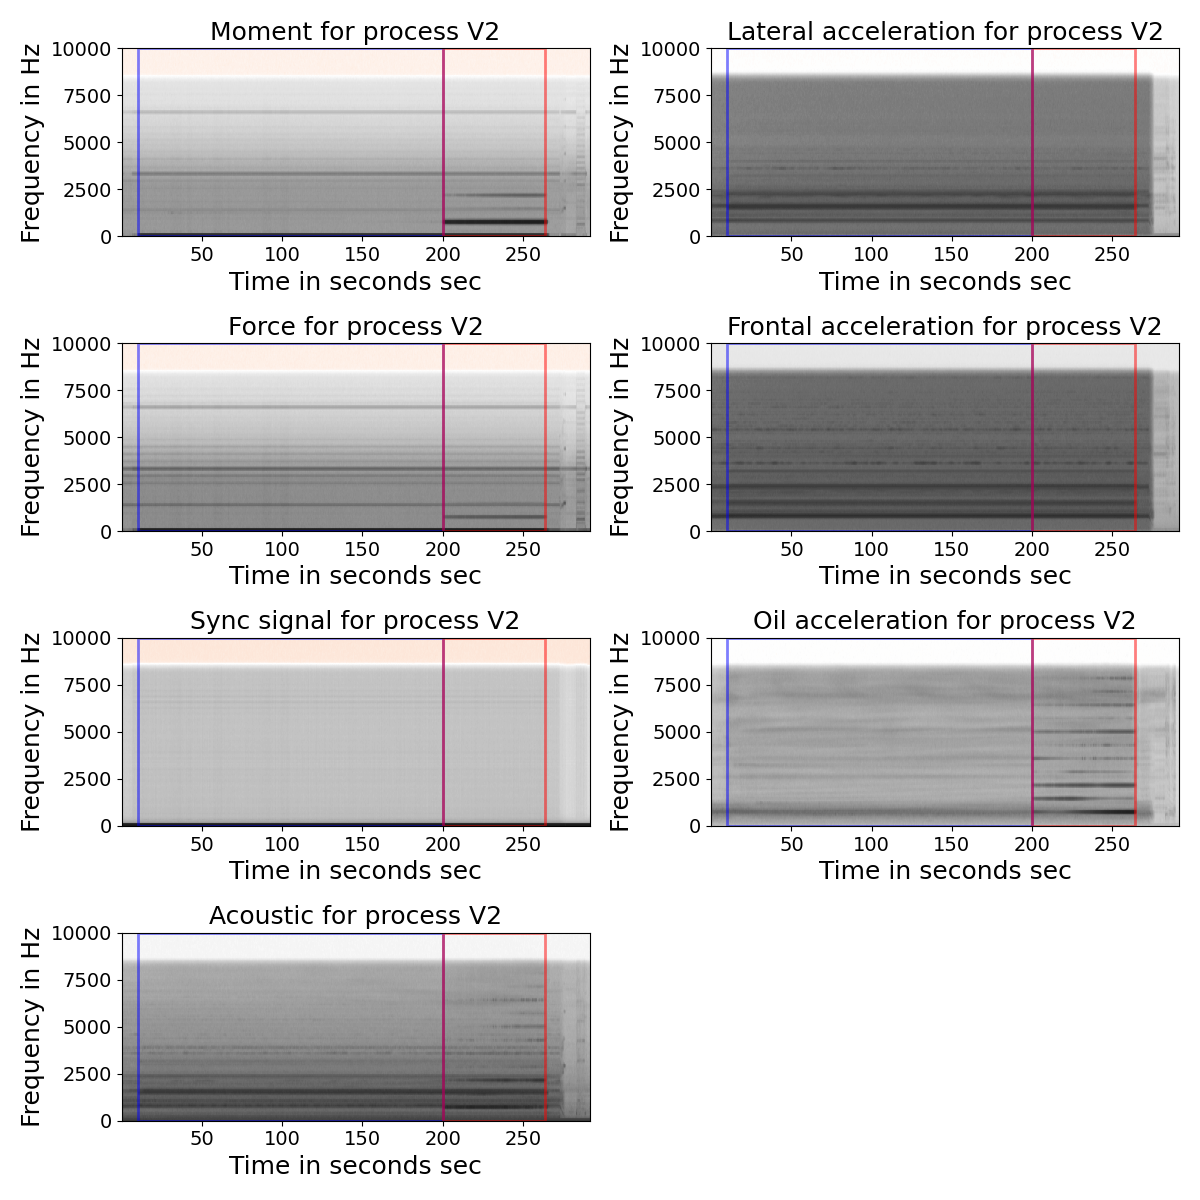 Moment for process V2
Frequency in Hz
10000
7500
5000
2500
0
50 100 150 200 250
Time in seconds sec
Lateral acceleration for process V2
Frequency in Hz
10000
7500
5000
2500
0
50 100 150 200 250
Time in seconds sec
Force for process V2
Frequency in Hz
10000
7500
5000
2500
0
50 100 150 200 250
Time in seconds sec
Frontal acceleration for process V2
Frequency in Hz
10000
7500
5000
2500
0
50 100 150 200 250
Time in seconds sec
Sync signal for process V2
Frequency in Hz
10000
7500
5000
2500
0
50 100 150 200 250
Time in seconds sec
Oil acceleration for process V2
Frequency in Hz
10000
7500
5000
2500
0
50 100 150 200 250
Time in seconds sec
Acoustic for process V2
Frequency in Hz
10000
7500
5000
2500
0
50 100 150 200 250
Time in seconds sec